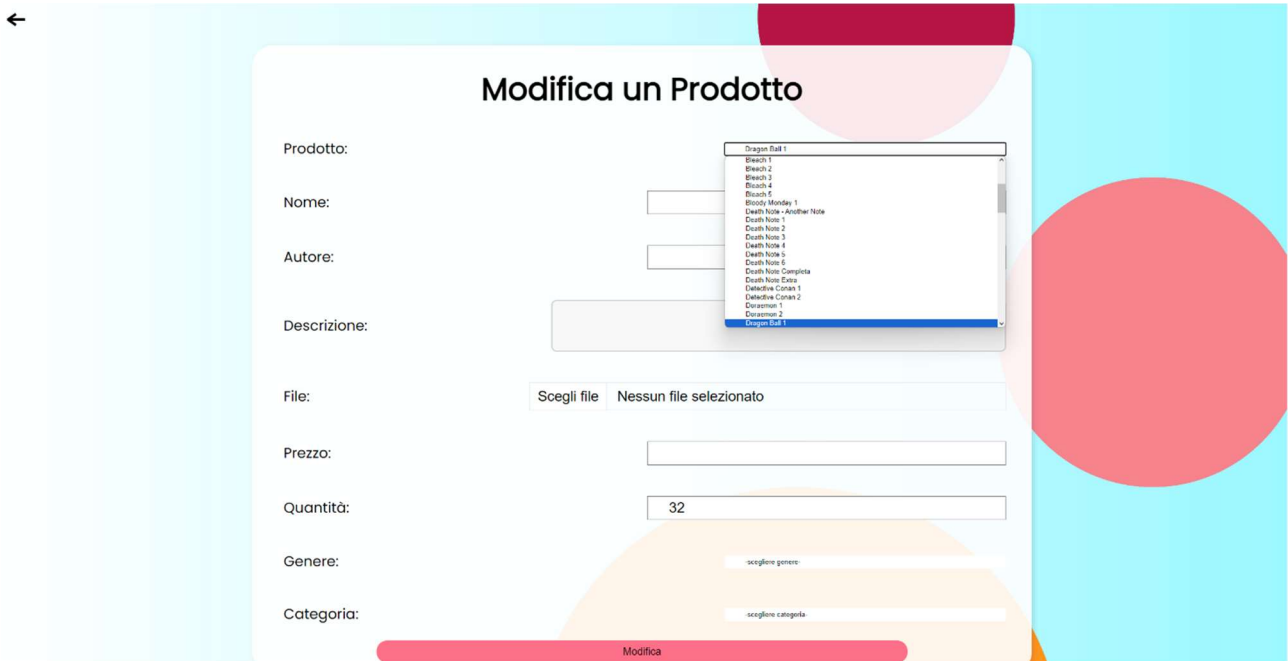 Modifica un Prodotto
Prodotto:
Dragon Ball 1
Bleach 1
Bleach 2
Bleach 3
Bleach 4
Bleach 5
Bloody Monday 1
Death Note - Another Note
Death Note 1
Death Note 2
Death Note 3
Death Note 4
Death Note 5
Death Note 6
Death Note Completa
Death Note Extra
Detective Conan 1
Detective Conan 2
Doraemon 1
Doraemon 2
Dragon Ball 1
Nome:
Autore:
Descrizione:
File:
Scegli file Nessun file selezionato
Prezzo:
Quantità:
32
Genere:
-scegliere genere-
Categoria:
-scegliere categoria-
Modifica